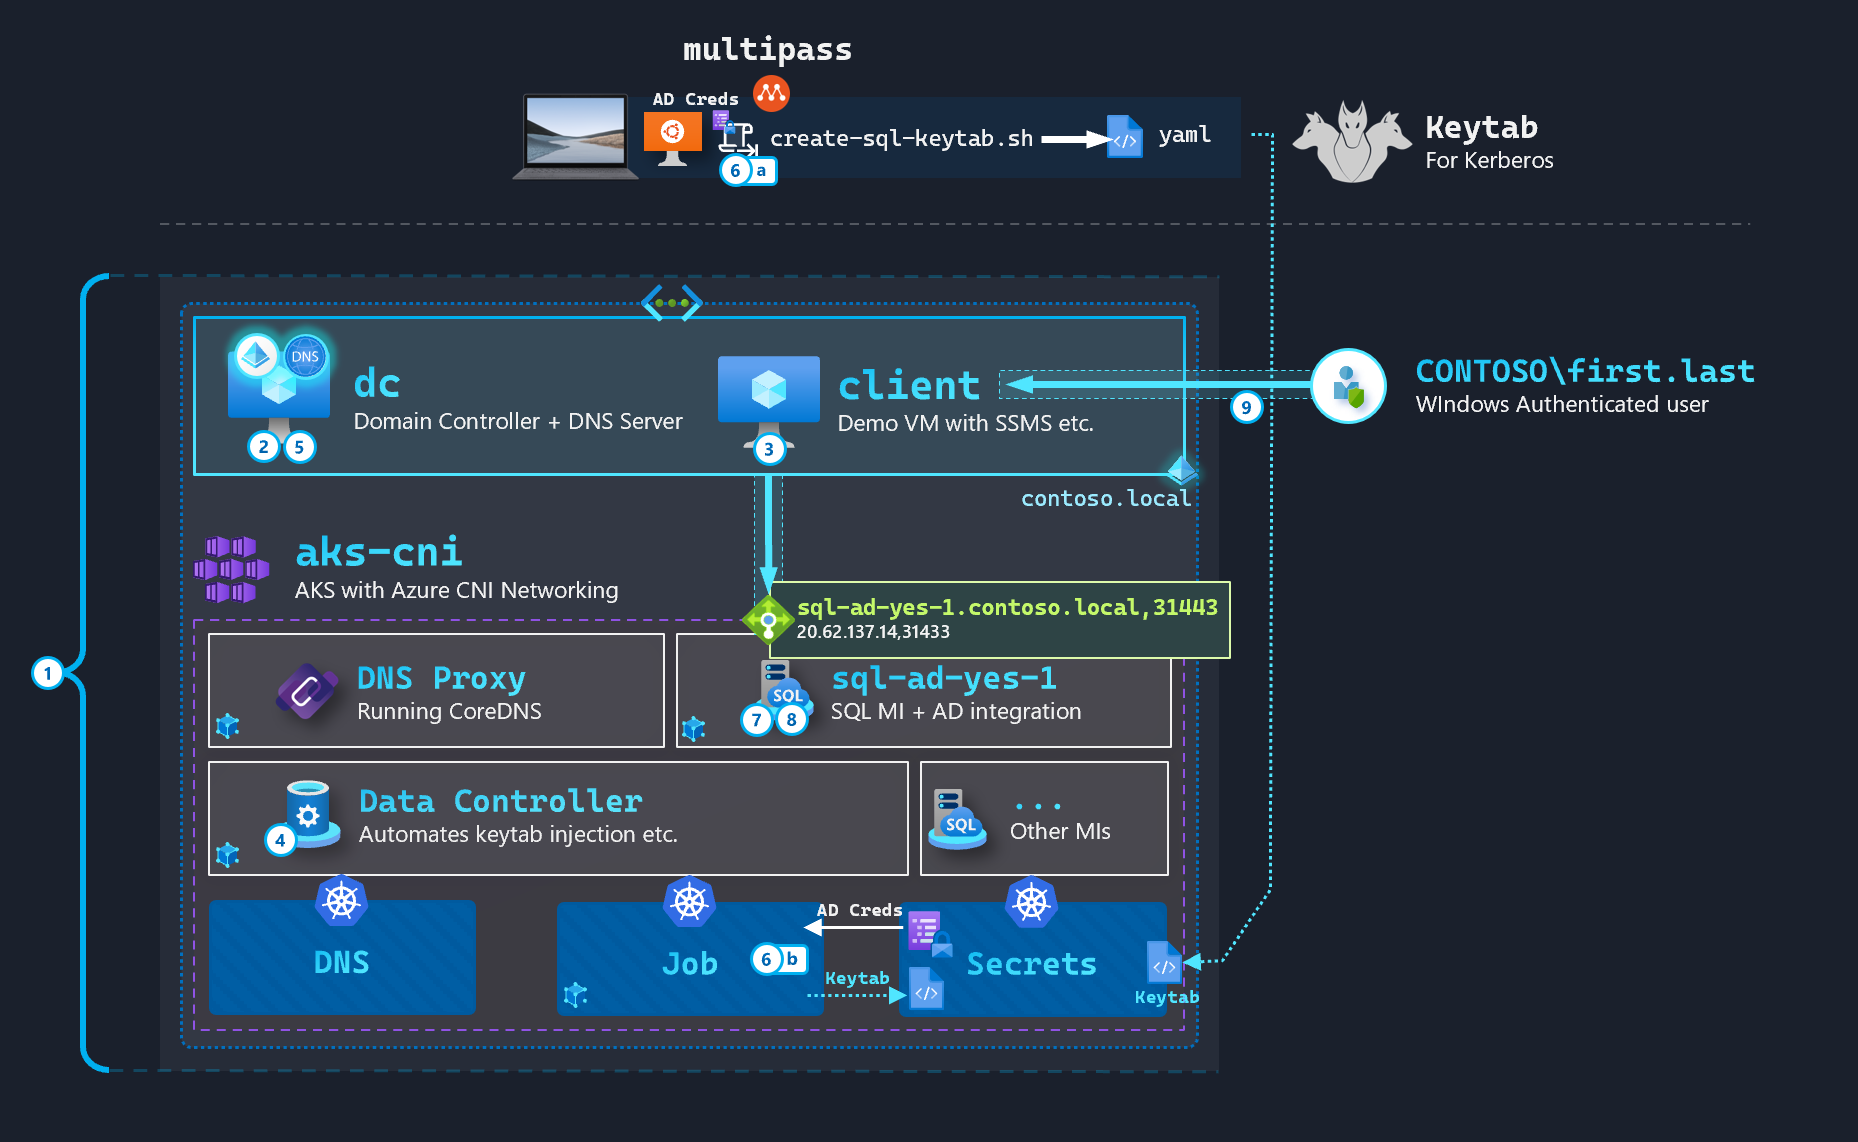 multipass
AD Creds
create-sql-keytab.sh
yaml
6 a
Keytab
For Kerberos
dc
Domain Controller + DNS Server
DNS
2 5
client
Demo VM with SSMS etc.
3
9
CONTOSO\first.last
WIndows Authenticated user
contoso.local
aks-cni
AKS with Azure CNI Networking
sql-ad-yes-1.contoso.local,31443
20.62.137.14,31433
1
DNS Proxy
Running CoreDNS
sql-ad-yes-1
SQL MI + AD integration
SQL
7 8
Data Controller
Automates keytab injection etc.
4
...
Other MIs
SQL
DNS
Job
6 b
AD Creds
Keytab
Secrets
Keytab